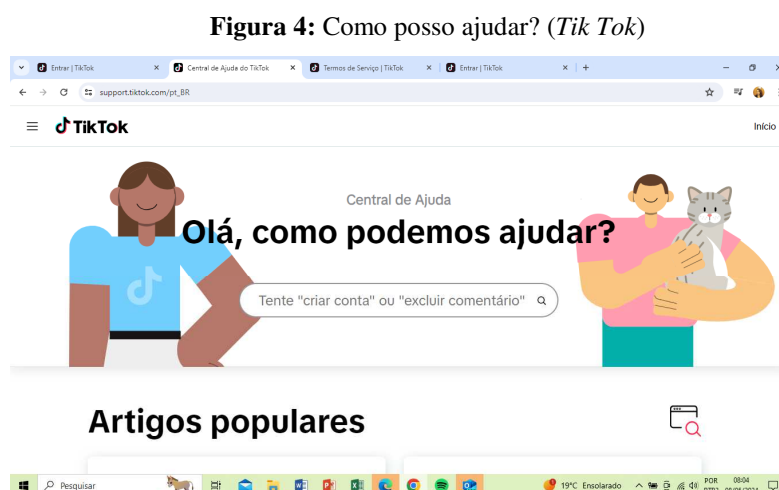 Figura 4: Como posso ajudar? (Tik Tok)
Entrar | TikTok
Central de Ajuda do TikTok
Termos de Serviço | TikTok
Entrar | TikTok
support.tiktok.com/pt_BR
TikTok
Início
Central de Ajuda
Olá, como podemos ajudar?
Tente "criar conta" ou "excluir comentário"
Artigos populares
Pesquisar
19°C Ensolarado
POR
08:04